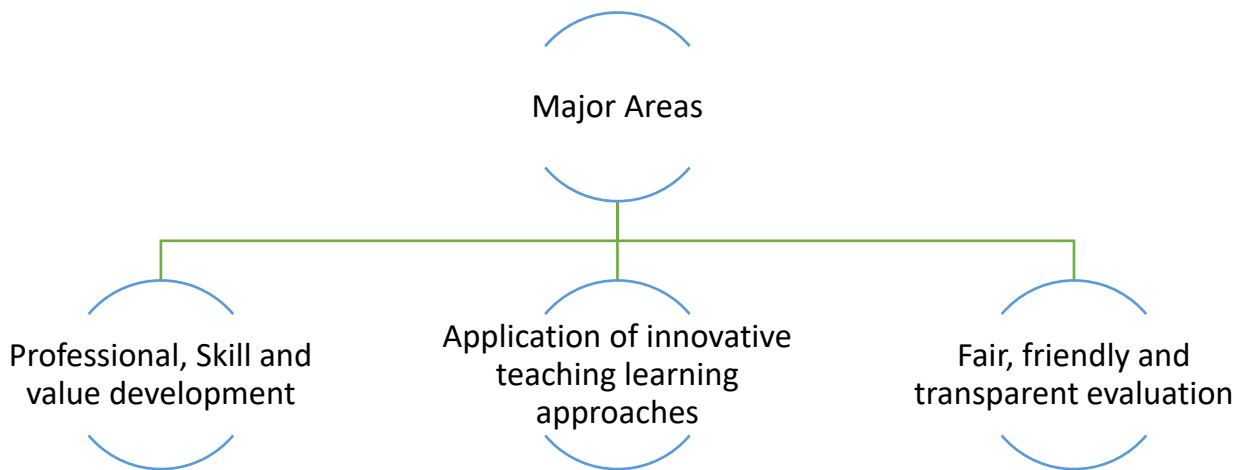 Major Areas
Professional, Skill and
value development
Application of innovative
teaching learning
approaches
Fair, friendly and
transparent evaluation